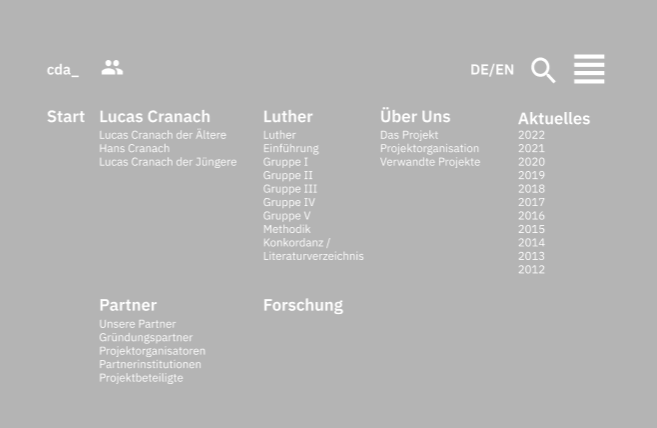 cda_
DE/EN
Start
Lucas Cranach
Lucas Cranach der Ältere
Hans Cranach
Lucas Cranach der Jüngere
Luther
Luther
Einführung
Gruppe I
Gruppe II
Gruppe III
Gruppe IV
Gruppe V
Methodik
Konkordanz /
Literaturverzeichnis
Über Uns
Das Projekt
Projektorganisation
Verwandte Projekte
Aktuelles
2022
2021
2020
2019
2018
2017
2016
2015
2014
2013
2012
Partner
Unsere Partner
Gründungspartner
Projektorganisatoren
Partnerinstitutionen
Projektbeteiligte
Forschung